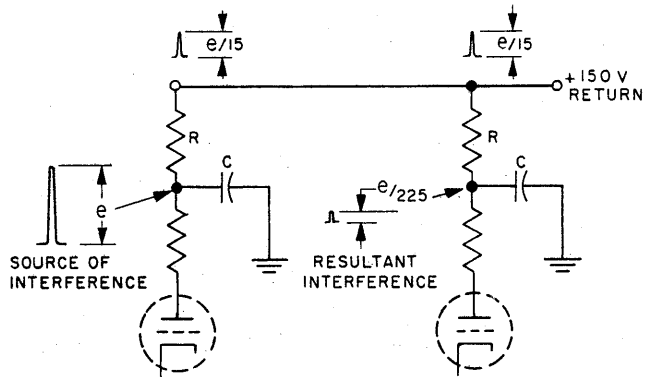 e/15
e/15
+150 V
RETURN
R
R
C
C
e
e/225
SOURCE OF
INTERFERENCE
RESULTANT
INTERFERENCE